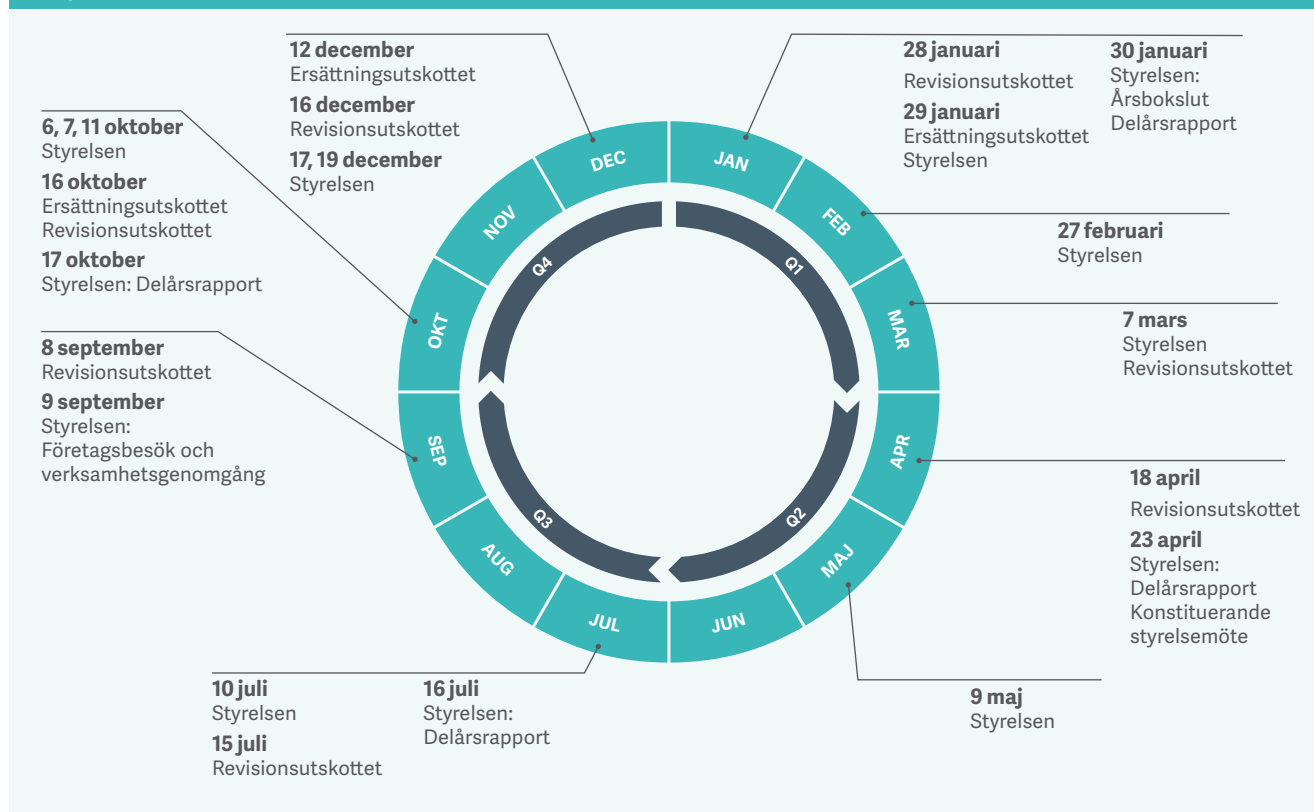 12 december
Ersättningsutskottet
16 december
Revisionsutskottet
17, 19 december
Styrelsen
28 januari
Revisionsutskottet
29 januari
Ersättningsutskottet
Styrelsen
30 januari
Styrelsen:
Årsbokslut
Delårsrapport
6, 7, 11 oktober
Styrelsen
16 oktober
Ersättningsutskottet
Revisionsutskottet
17 oktober
Styrelsen: Delårsrapport
27 februari
Styrelsen
7 mars
Styrelsen
Revisionsutskottet
8 september
Revisionsutskottet
9 september
Styrelsen:
Företagsbesök och
verksamhetsgenomgång
18 april
Revisionsutskottet
23 april
Styrelsen:
Delårsrapport
Konstituerande
styrelsemöte
10 juli
Styrelsen
15 juli
Revisionsutskottet
16 juli
Styrelsen:
Delårsrapport
9 maj
Styrelsen
JAN
FEB
MAR
APR
MAJ
JUN
JUL
AUG
SEP
OKT
NOV
DEC
Q1
Q2
Q3
Q4